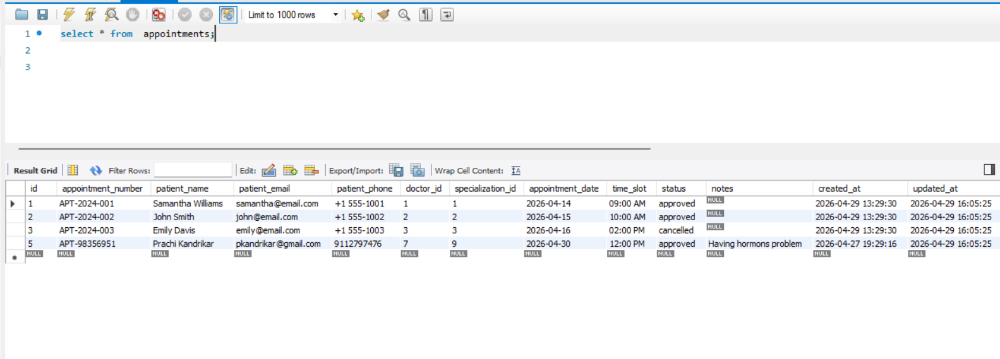 Limit to 1000 rows
1 select * from  appointments;
2
3
Result Grid Filter Rows: Edit: Export/Import: Wrap Cell Content:
id appointment_number patient_name patient_email patient_phone doctor_id specialization_id appointment_date time_slot status notes created_at updated_at
1 APT-2024-001 Samantha Williams samantha@email.com +1 555-1001 1 1 2026-04-14 09:00 AM approved NULL 2026-04-29 13:29:30 2026-04-29 16:05:25
2 APT-2024-002 John Smith john@email.com +1 555-1002 2 2 2026-04-15 10:00 AM approved NULL 2026-04-29 13:29:30 2026-04-29 16:05:25
3 APT-2024-003 Emily Davis emily@email.com +1 555-1003 3 3 2026-04-16 02:00 PM cancelled NULL 2026-04-29 13:29:30 2026-04-29 16:05:25
5 APT-98356951 Prachi Kandrikar pkandrikar@gmail.com 9112797476 7 9 2026-04-30 12:00 PM approved Having hormons problem 2026-04-27 19:29:16 2026-04-29 16:05:25
NULL NULL NULL NULL NULL NULL NULL NULL NULL NULL NULL NULL NULL